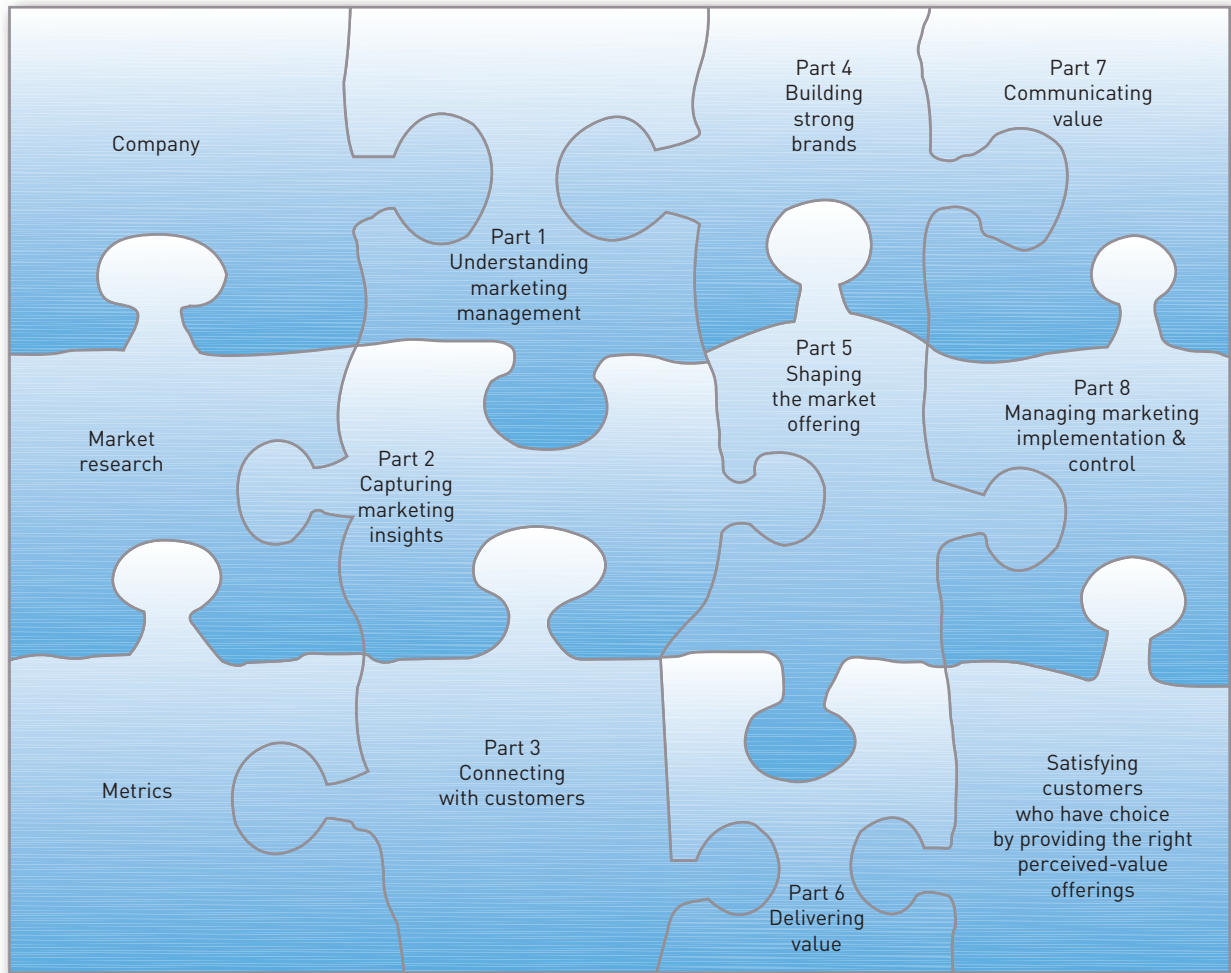 Company
Part 1
Understanding
marketing
management
Part 4
Building
strong
brands
Part 7
Communicating
value
Market
research
Part 2
Capturing
marketing
insights
Part 5
Shaping
the market
offering
Part 8
Managing marketing
implementation &
control
Metrics
Part 3
Connecting
with customers
Part 6
Delivering
value
Satisfying
customers
who have choice
by providing the right
perceived-value
offerings